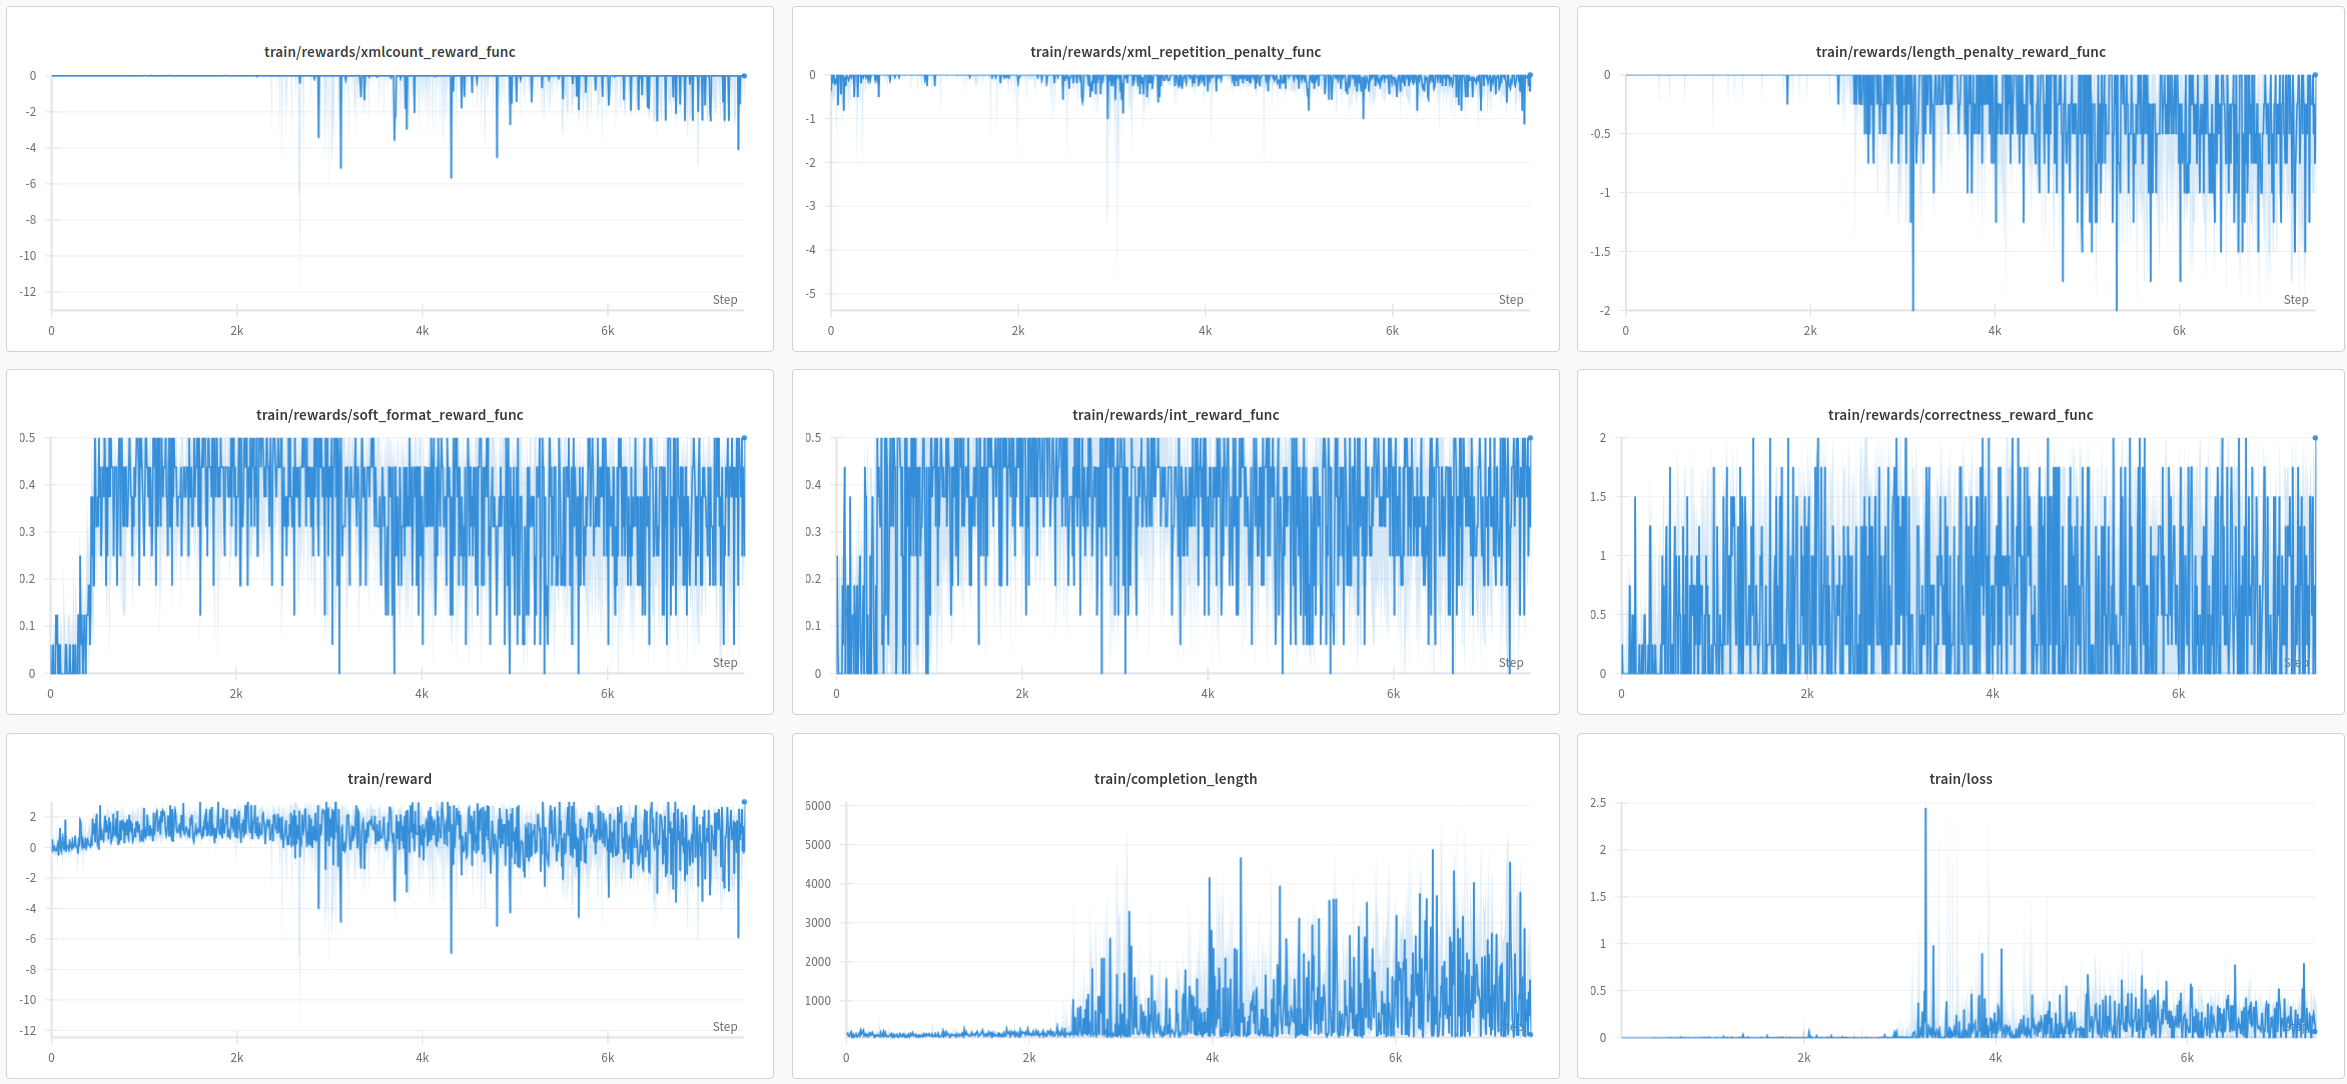 train/rewards/xmlcount_reward_func
0
-2
-4
-6
-8
-10
-12
Step
0 2k 4k 6k
train/rewards/xml_repetition_penalty_func
0
-1
-2
-3
-4
-5
Step
0 2k 4k 6k
train/rewards/length_penalty_reward_func
0
-0.5
-1
-1.5
-2
Step
0 2k 4k 6k
train/rewards/soft_format_reward_func
0.5
0.4
0.3
0.2
0.1
0
Step
0 2k 4k 6k
train/rewards/int_reward_func
0.5
0.4
0.3
0.2
0.1
0
Step
0 2k 4k 6k
train/rewards/correctness_reward_func
2
1.5
1
0.5
0
Step
0 2k 4k 6k
train/reward
2
0
-2
-4
-6
-8
-10
-12
Step
0 2k 4k 6k
train/completion_length
6000
5000
4000
3000
2000
1000
Step
0 2k 4k 6k
train/loss
2.5
2
1.5
1
0.5
0
Step
2k 4k 6k